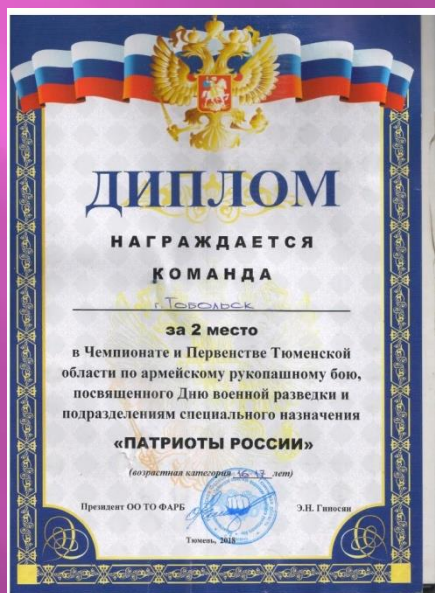 ДИПЛОМ
НАГРАЖДАЕТСЯ
КОМАНДА
г. Тобольск
за 2 место
в Чемпионате и Первенстве Тюменской
области по армейскому рукопашному бою,
посвященного Дню военной разведки и
подразделениям специального назначения
«ПАТРИОТЫ РОССИИ»
(возрастная категория 16-17 лет)
Президент ОО ТО ФАРБ Э.Н. Гипосян
Тюмень, 2018